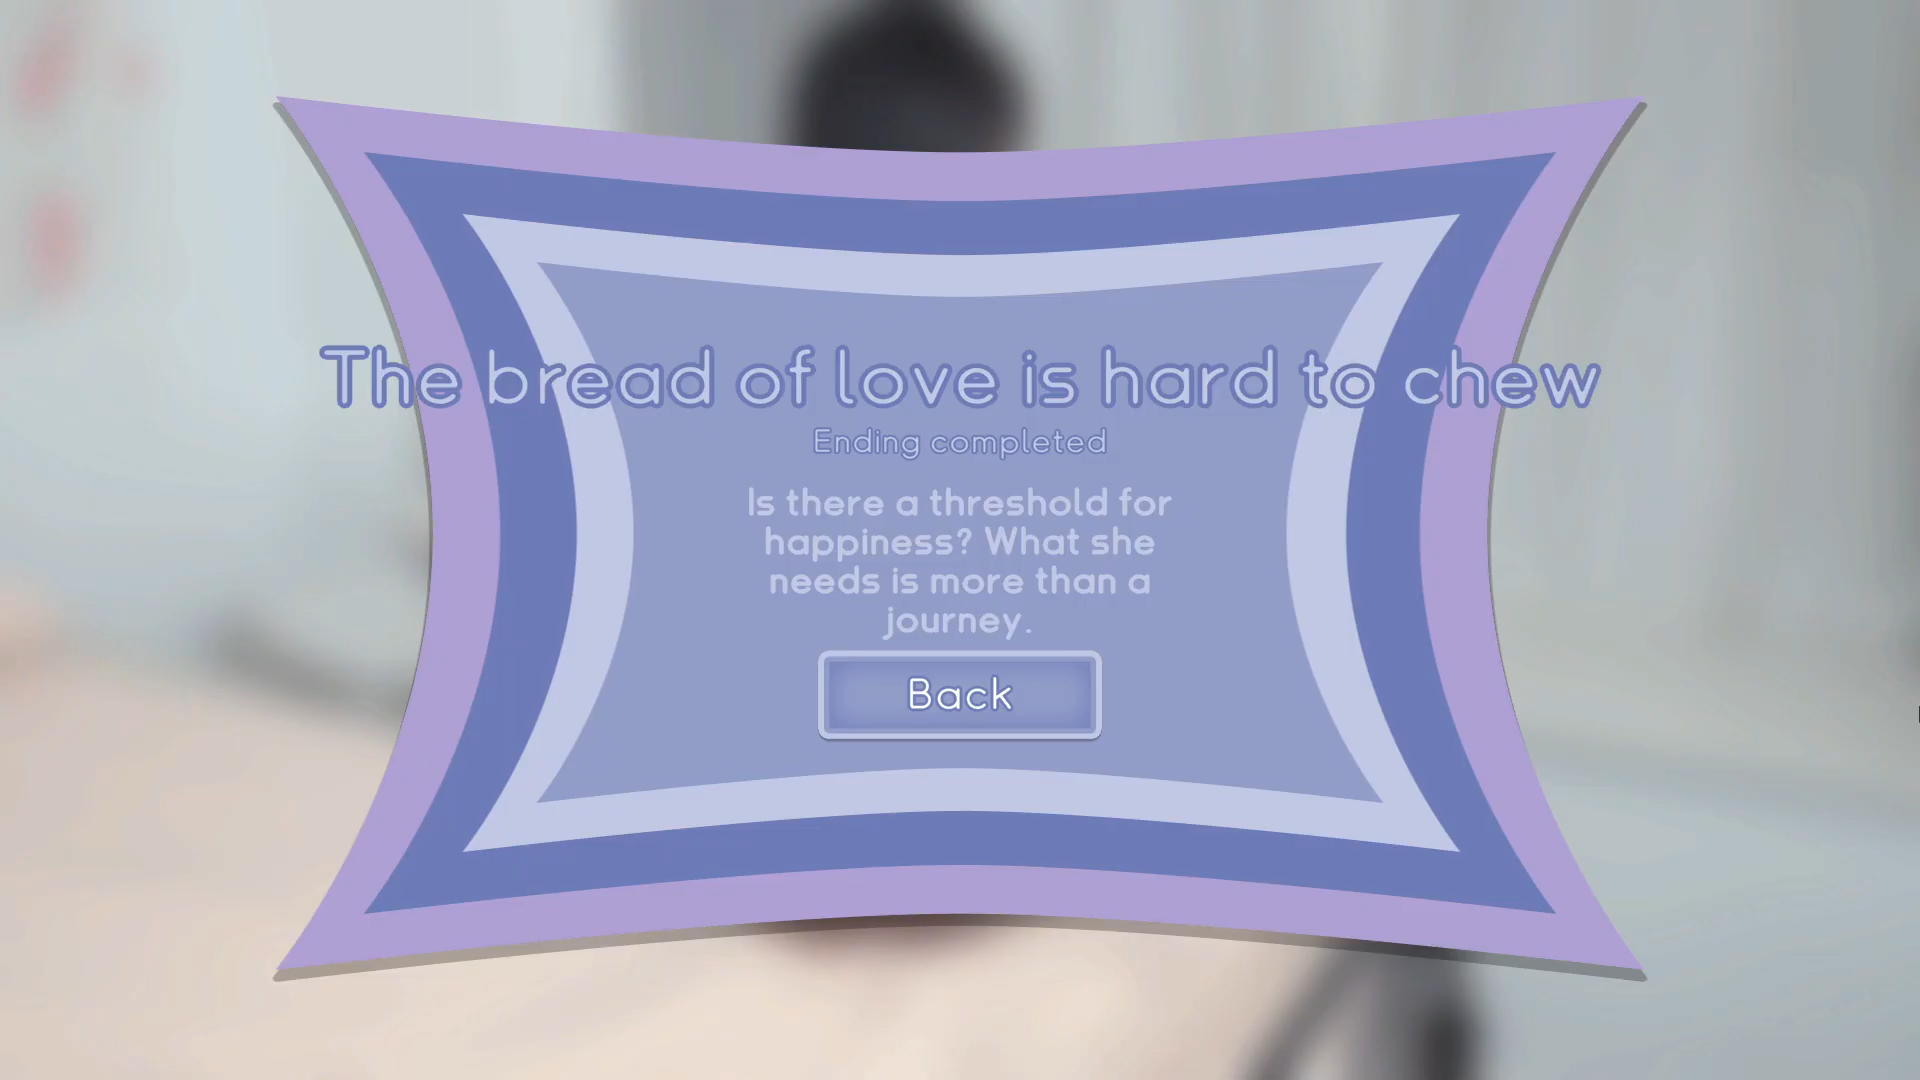 The bread of love is hard to chew
Ending completed
Is there a threshold for
happiness? What she
needs is more than a
journey.
Back